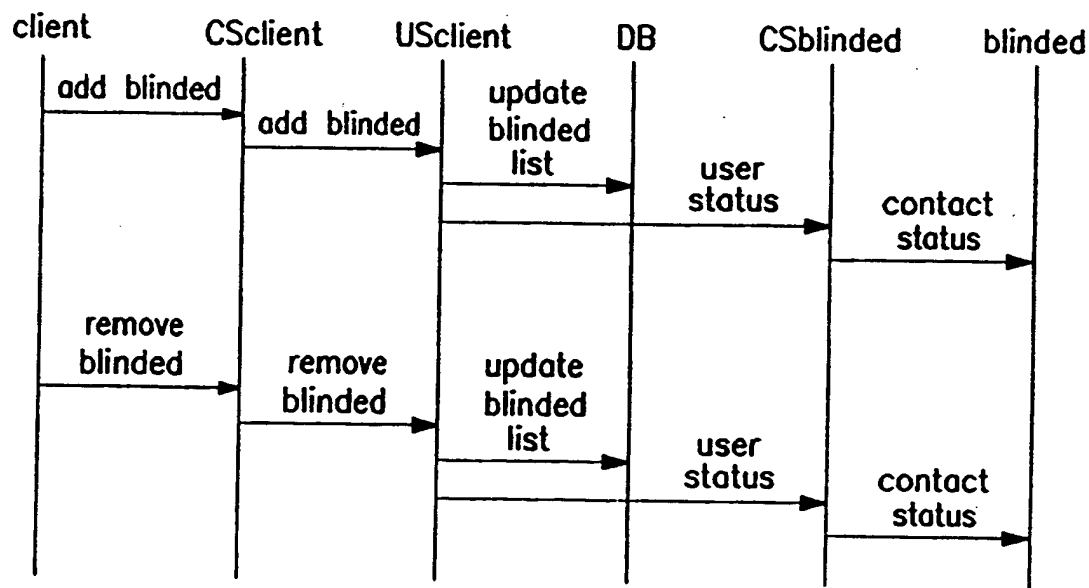 client
CSclient
USclient
DB
CSblinded
blinded
add blinded
add blinded
update
blinded
list
user
status
contact
status
remove
blinded
remove
blinded
update
blinded
list
user
status
contact
status